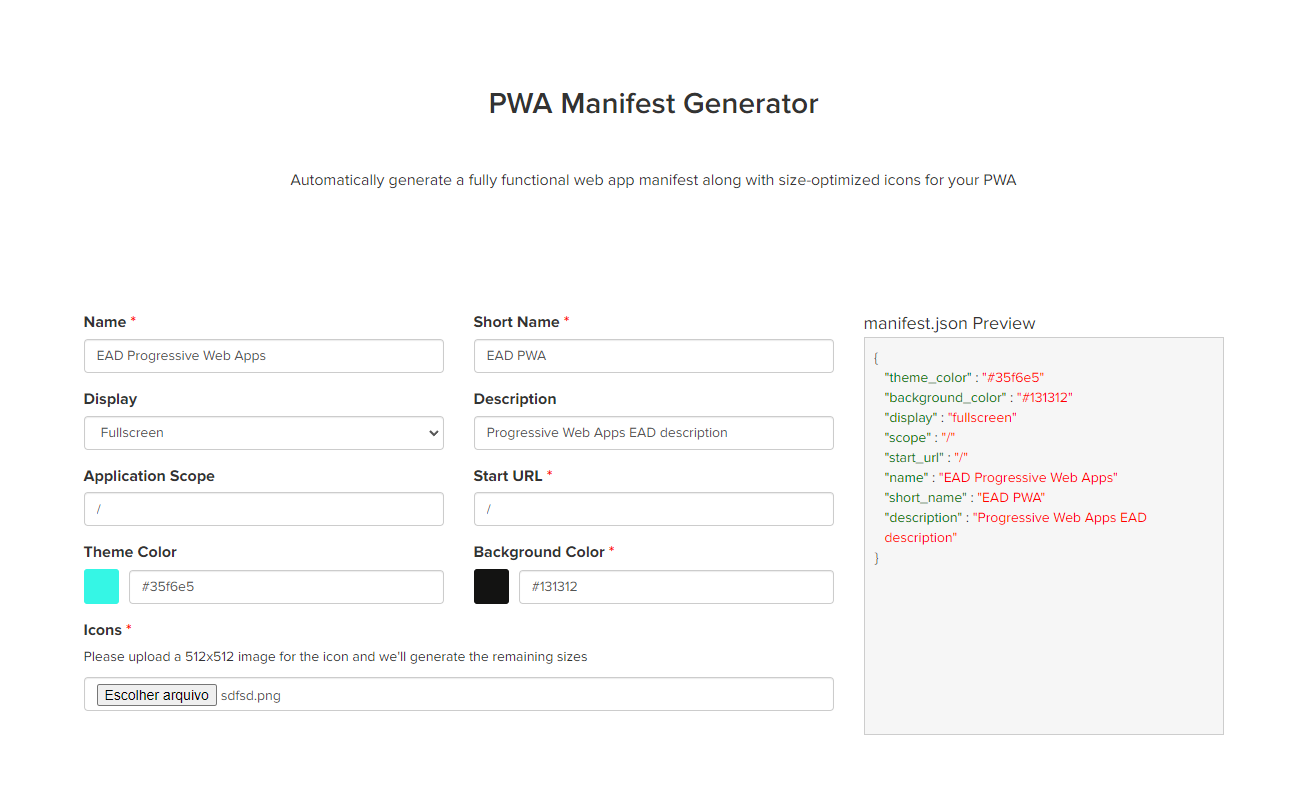 PWA Manifest Generator
Automatically generate a fully functional web app manifest along with size-optimized icons for your PWA
Name *
EAD Progressive Web Apps
Short Name *
EAD PWA
Display
Fullscreen
Description
Progressive Web Apps EAD description
Application Scope
/
Start URL *
/
Theme Color
#35f6e5
Background Color *
#131312
Icons *
Please upload a 512x512 image for the icon and we'll generate the remaining sizes
Escolher arquivo sdfsd.png
manifest.json Preview
{
"theme_color" : "#35f6e5"
"background_color" : "#131312"
"display" : "fullscreen"
"scope" : "/"
"start_url" : "/"
"name" : "EAD Progressive Web Apps"
"short_name" : "EAD PWA"
"description" : "Progressive Web Apps EAD
description"
}